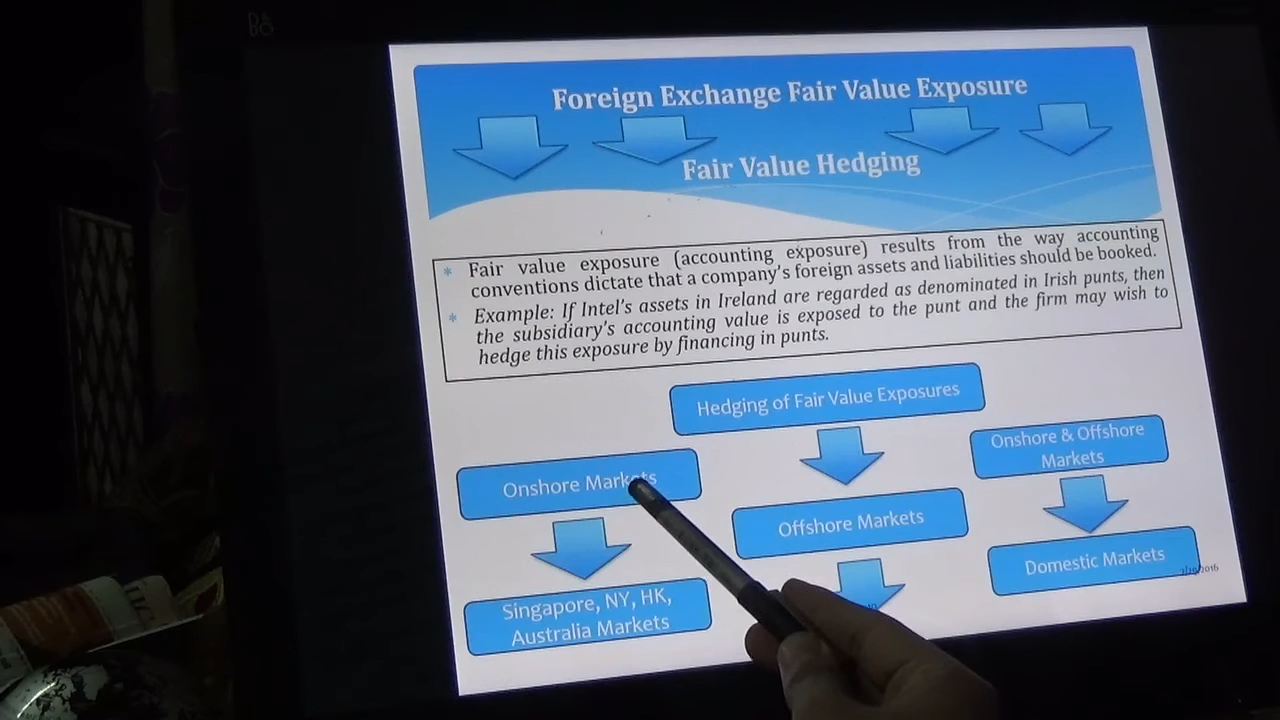 Foreign Exchange Fair Value Exposure
Fair Value Hedging
* Fair value exposure (accounting exposure) results from the way accounting
conventions dictate that a company's foreign assets and liabilities should be booked.
* Example: If Intel's assets in Ireland are regarded as denominated in Irish punts, then
the subsidiary's accounting value is exposed to the punt and the firm may wish to
hedge this exposure by financing in punts.
Hedging of Fair Value Exposures
Onshore & Offshore
Markets
Onshore Markets
Offshore Markets
Domestic Markets
Singapore, NY, HK,
Australia Markets